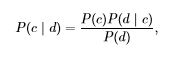 P(c | d) = P(c)P(d | c) / P(d),